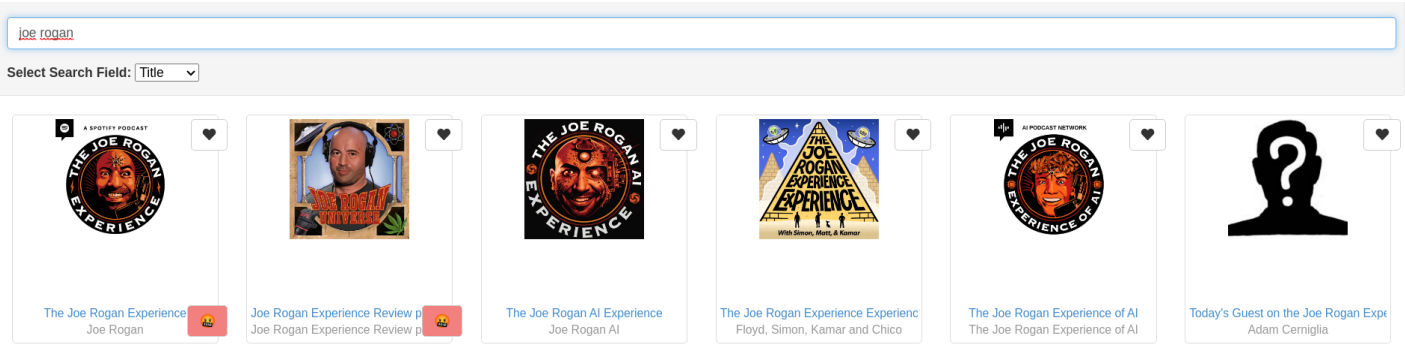 joe rogan
Select Search Field: Title
A SPOTIFY PODCAST
THE JOE ROGAN
EXPERIENCE
The Joe Rogan Experience
Joe Rogan
JOE ROGAN
UNIVERSE
Joe Rogan Experience Review p
Joe Rogan Experience Review p
THE JOE ROGAN AI
EXPERIENCE
The Joe Rogan AI Experience
Joe Rogan AI
THE
JOE
ROGAN
EXPERIENCE
EXPERIENCE
With Simon, Matt, & Kamar
The Joe Rogan Experience Experienc
Floyd, Simon, Kamar and Chico
AI PODCAST NETWORK
THE JOE ROGAN
EXPERIENCE OF AI
The Joe Rogan Experience of AI
The Joe Rogan Experience of AI
?
Today's Guest on the Joe Rogan Expe
Adam Cerniglia